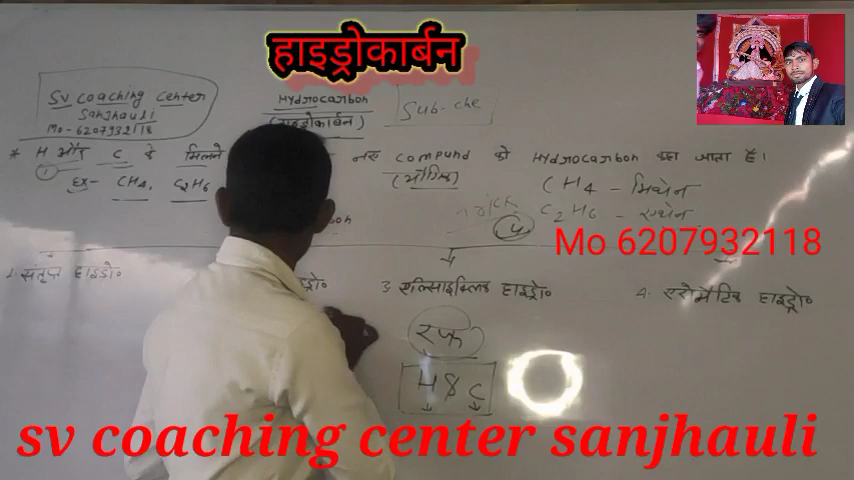 हाइड्रोकार्बन
SV coaching Center
Sanjhauli
Mo - 6207932118
Hydrocarbon
(हाइड्रोकार्बन)
Sub - che
* H और C के मिलने
compund को Hydrocarbon कहा जाता है।
(यौगिक)
Ex - CH4, C2H6
CH4 - मिथेन
C2H6 - एथेन
Trick
4
Mo 6207932118
1. संतृप्त हाइड्रो०
3. एलिसाइक्लिक हाइड्रो०
4. एरोमैटिक हाइड्रो०
H & C
sv coaching center sanjhauli